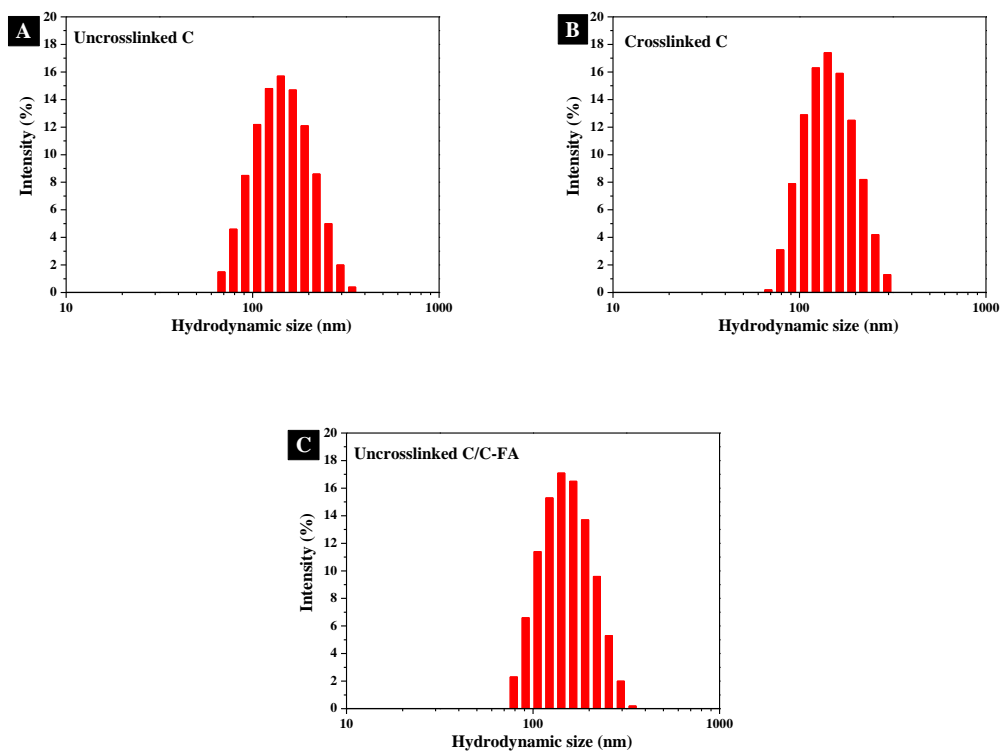 A
Uncrosslinked C
20
18
16
14
12
10
8
6
4
2
0
Intensity (%)
10 100 1000
Hydrodynamic size (nm)
B
Crosslinked C
20
18
16
14
12
10
8
6
4
2
0
Intensity (%)
10 100 1000
Hydrodynamic size (nm)
C
Uncrosslinked C/C-FA
20
18
16
14
12
10
8
6
4
2
0
Intensity (%)
10 100 1000
Hydrodynamic size (nm)